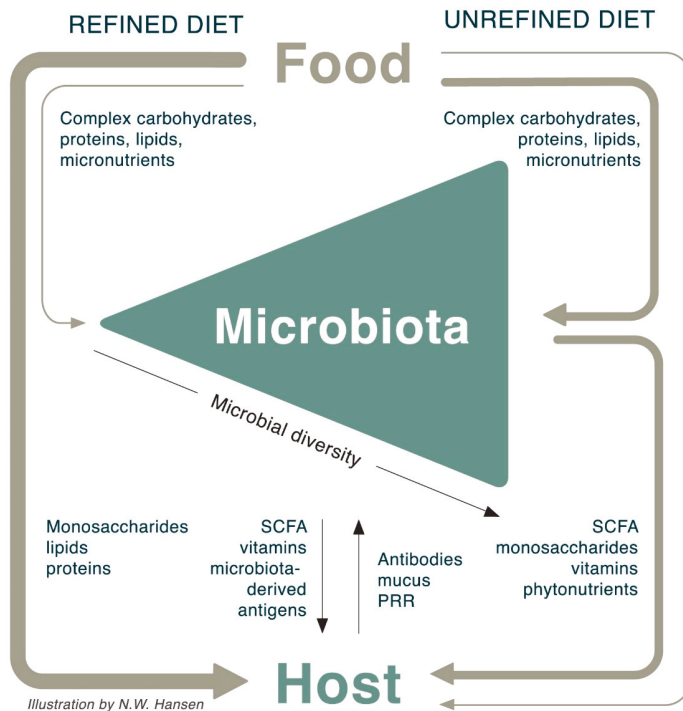 REFINED DIET
UNREFINED DIET
Food
Complex carbohydrates,
proteins, lipids,
micronutrients
Complex carbohydrates,
proteins, lipids,
micronutrients
Microbiota
Microbial diversity
Monosaccharides
lipids
proteins
SCFA
vitamins
microbiota-
derived
antigens
Antibodies
mucus
PRR
SCFA
monosaccharides
vitamins
phytonutrients
Host
Illustration by N.W. Hansen